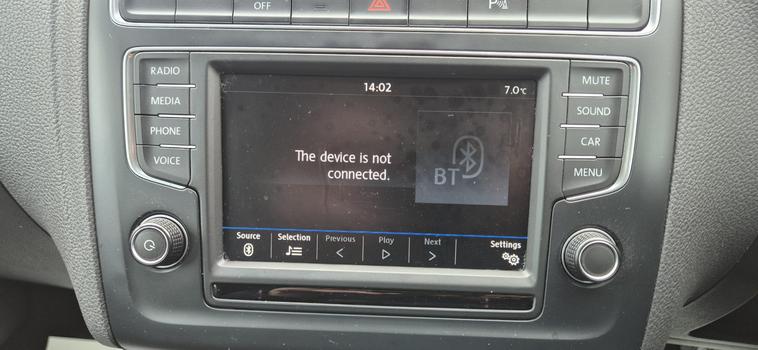 OFF
P
RADIO
MEDIA
PHONE
VOICE
14:02
7.0°C
The device is not
connected.
BT
Source
Selection
Previous
Play
Next
Settings
MUTE
SOUND
CAR
MENU